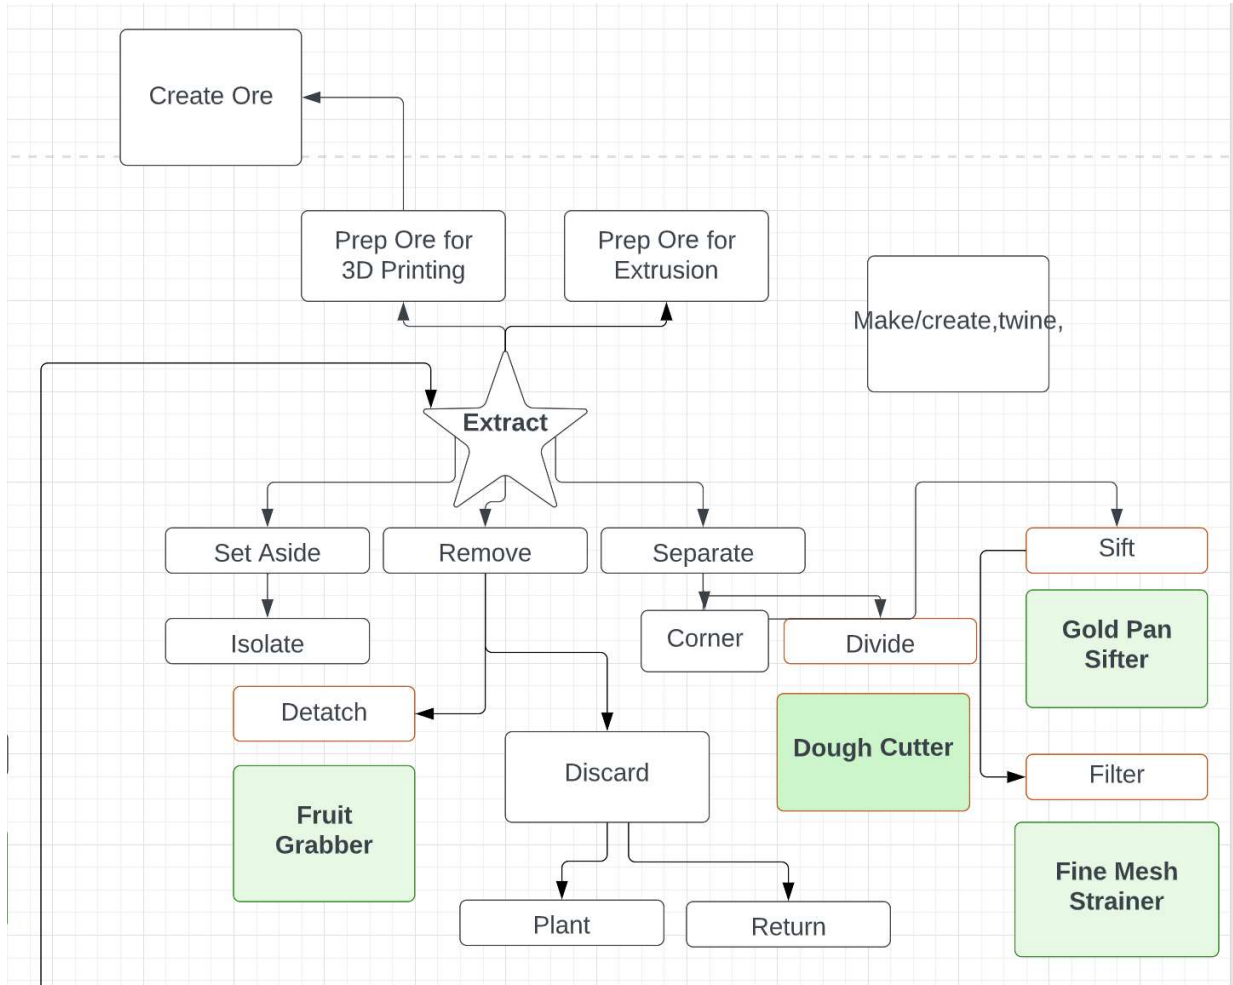 Create Ore
Prep Ore for
3D Printing
Prep Ore for
Extrusion
Make/create,twine,
Extract
Set Aside
Remove
Separate
Sift
Isolate
Corner
Divide
Gold Pan
Sifter
Detatch
Discard
Dough Cutter
Filter
Fruit
Grabber
Fine Mesh
Strainer
Plant
Return